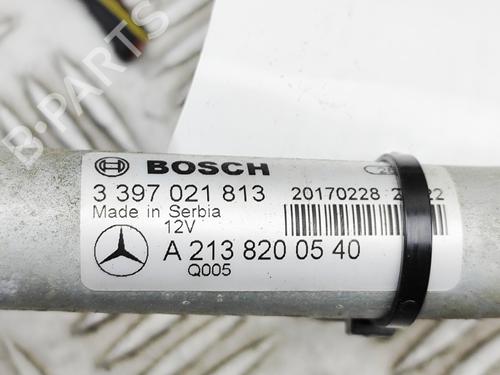 B-PARTS
BOSCH
3 397 021 813
20170228
Made in Serbia
12V
A 213 820 05 40
Q005